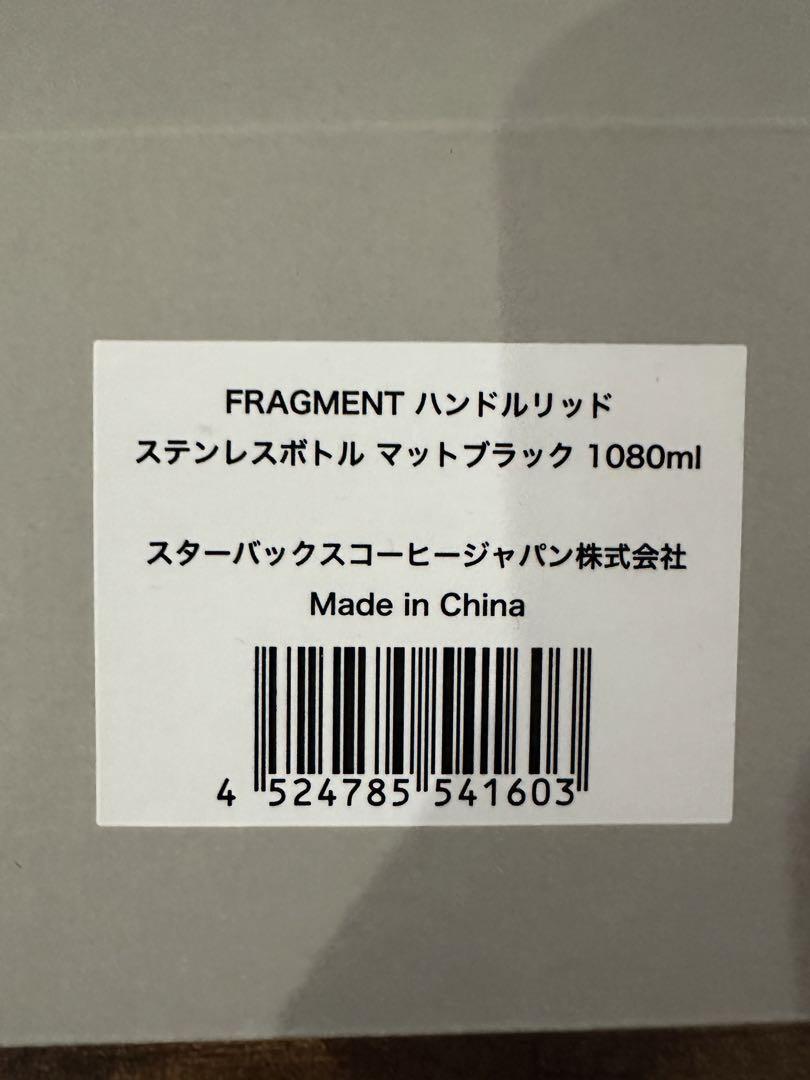 FRAGMENT ハンドルリッド
ステンレスボトル マットブラック 1080ml
スターバックスコーヒージャパン株式会社
Made in China
4 524785 541603